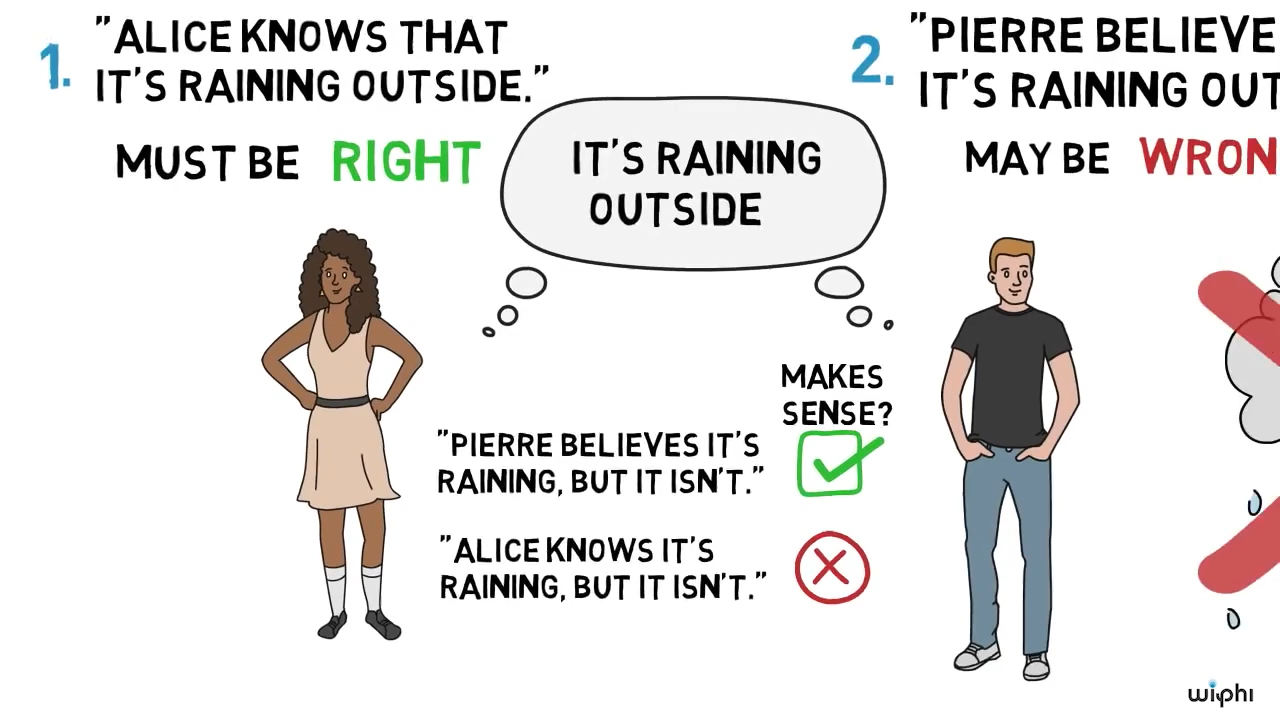 1.
"ALICE KNOWS THAT
IT'S RAINING OUTSIDE."
MUST BE RIGHT
IT'S RAINING
OUTSIDE
2.
"PIERRE BELIEVE
IT'S RAINING OUT
MAY BE WRON
MAKES
SENSE?
"PIERRE BELIEVES IT'S
RAINING, BUT IT ISN'T."
"ALICE KNOWS IT'S
RAINING, BUT IT ISN'T."
wiφhi